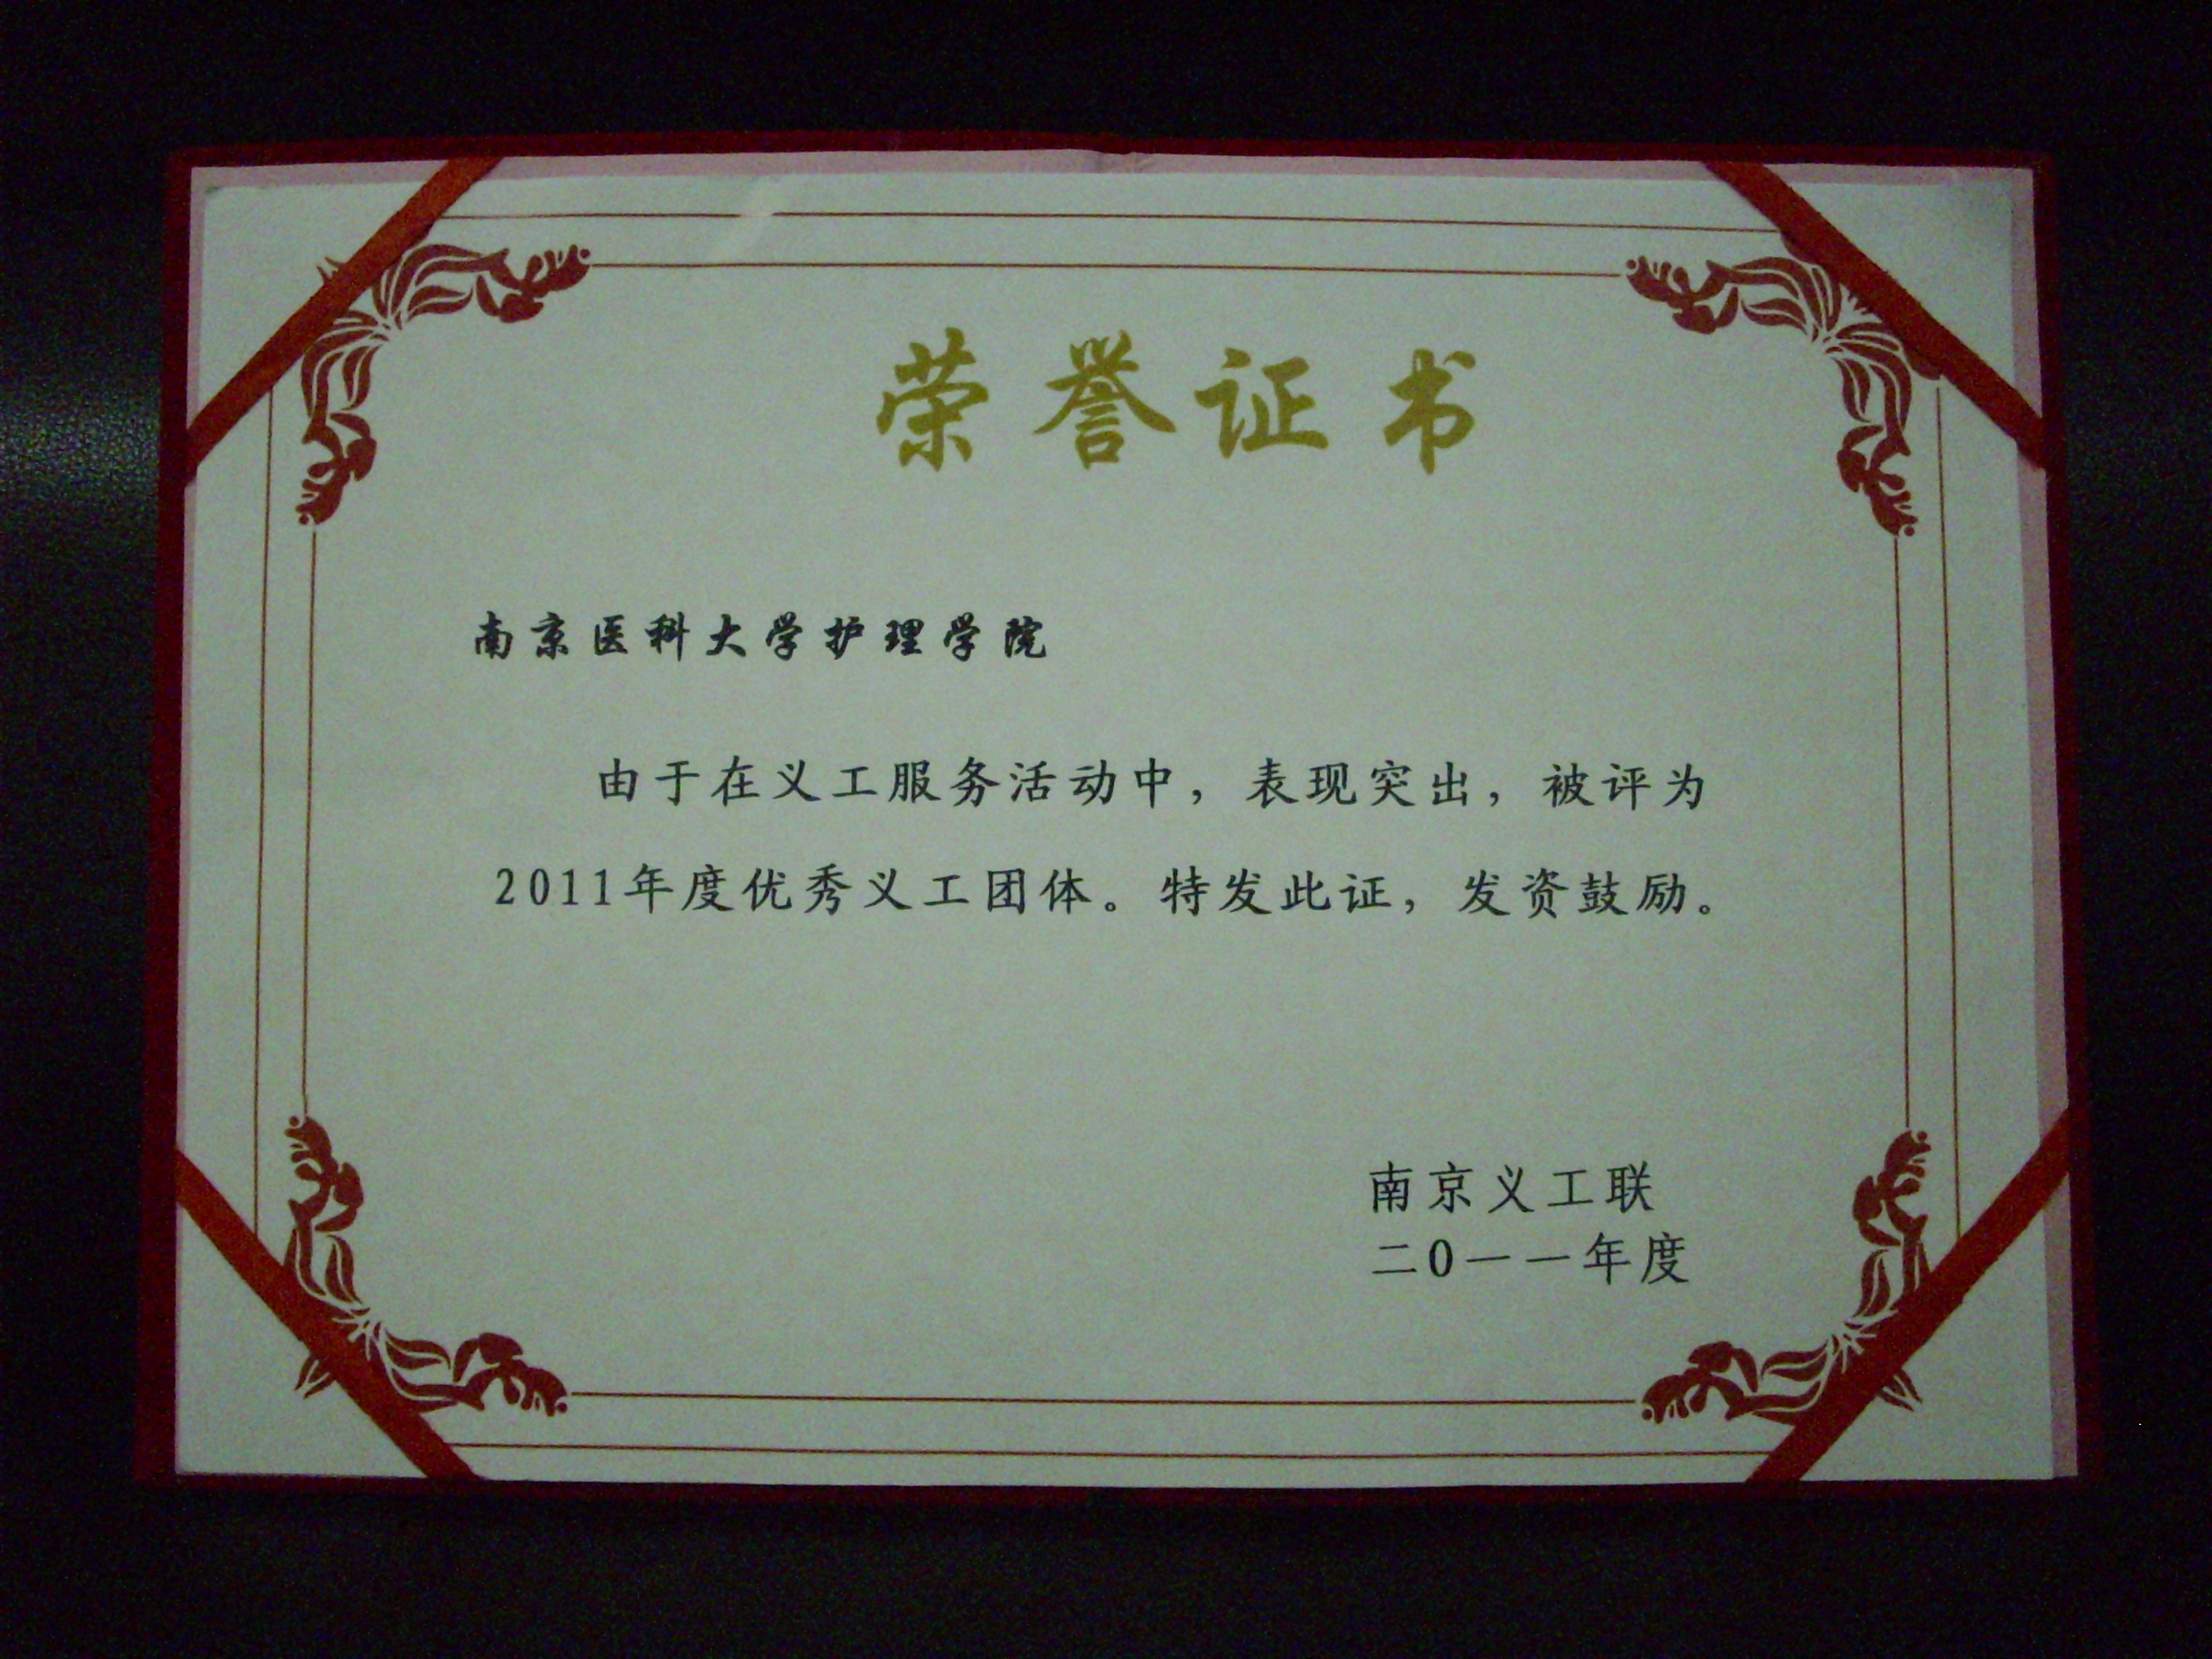 荣誉证书
南京医科大学护理学院
由于在义工服务活动中，表现突出，被评为
2011年度优秀义工团体。特发此证，发资鼓励。
南京义工联
二0一一年度